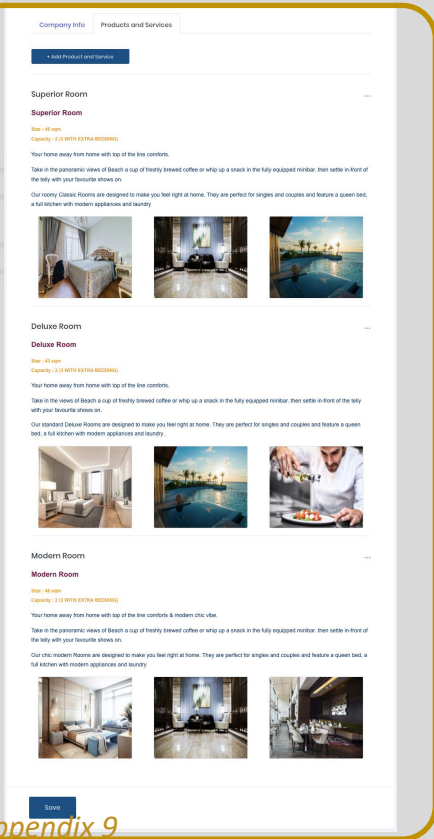 Company Info
Products and Services
+ Add Product and Service
Superior Room
...
Superior Room
Size : 45 sqm
Capacity : 2 (3 WITH EXTRA BEDDING)
Your home away from home with top of the line comforts.
Take in the panoramic views of Beach a cup of freshly brewed coffee or whip up a snack in the fully equipped minibar. then settle in-front of
the telly with your favourite shows on.
Our roomy Classic Rooms are designed to make you feel right at home. They are perfect for singles and couples and feature a queen bed,
a full kitchen with modern appliances and laundry
Deluxe Room
...
Deluxe Room
Size : 43 sqm
Capacity : 2 (3 WITH EXTRA BEDDING)
Your home away from home with top of the line comforts.
Take in the views of Beach a cup of freshly brewed coffee or whip up a snack in the fully equipped minibar. then settle in-front of the telly
with your favourite shows on.
Our standard Deluxe Rooms are designed to make you feel right at home. They are perfect for singles and couples and feature a queen
bed, a full kitchen with modern appliances and laundry.
Modern Room
...
Modern Room
Size : 46 sqm
Capacity : 2 (3 WITH EXTRA BEDDING)
Your home away from home with top of the line comforts & modern chic vibe.
Take in the panoramic views of Beach a cup of freshly brewed coffee or whip up a snack in the fully equipped minibar. then settle in-front of
the telly with your favourite shows on.
Our chic modern Rooms are designed to make you feel right at home. They are perfect for singles and couples and feature a queen bed, a
full kitchen with modern appliances and laundry
Save
ppendix 9